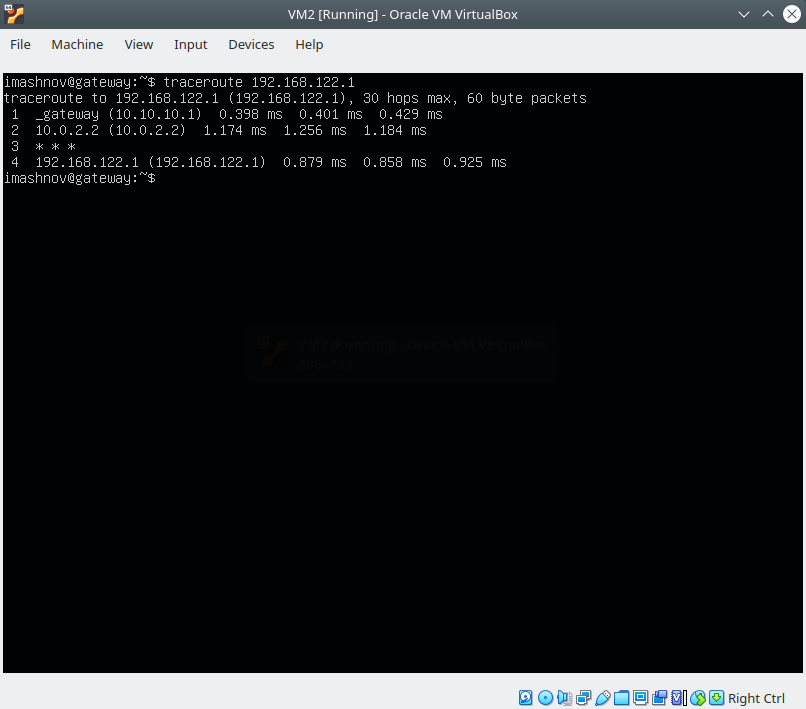 VM2 [Running] - Oracle VM VirtualBox
File Machine View Input Devices Help
imashnov@gateway:~$ traceroute 192.168.122.1
traceroute to 192.168.122.1 (192.168.122.1), 30 hops max, 60 byte packets
1 _gateway (10.10.10.1) 0.398 ms 0.401 ms 0.429 ms
2 10.0.2.2 (10.0.2.2) 1.174 ms 1.256 ms 1.184 ms
3 * * *
4 192.168.122.1 (192.168.122.1) 0.879 ms 0.858 ms 0.925 ms
imashnov@gateway:~$
VM2 [Running] - Oracle VM VirtualBox
Right Ctrl